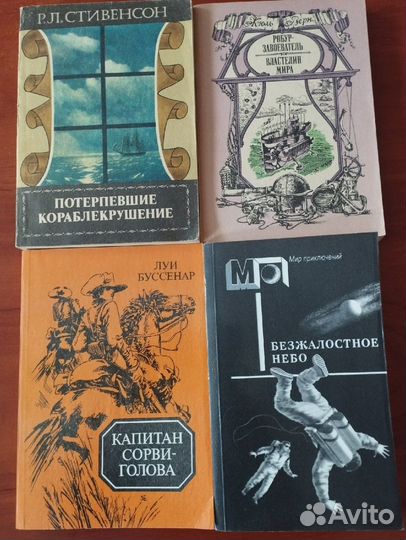 Р.Л. СТИВЕНСОН
ПОТЕРПЕВШИЕ
КОРАБЛЕКРУШЕНИЕ
Жюль Верн
РОБУР-
ЗАВОЕВАТЕЛЬ
ВЛАСТЕЛИН
МИРА
ЛУИ
БУССЕНАР
КАПИТАН
СОРВИ-
ГОЛОВА
Мир приключений
БЕЗЖАЛОСТНОЕ
НЕБО
Avito